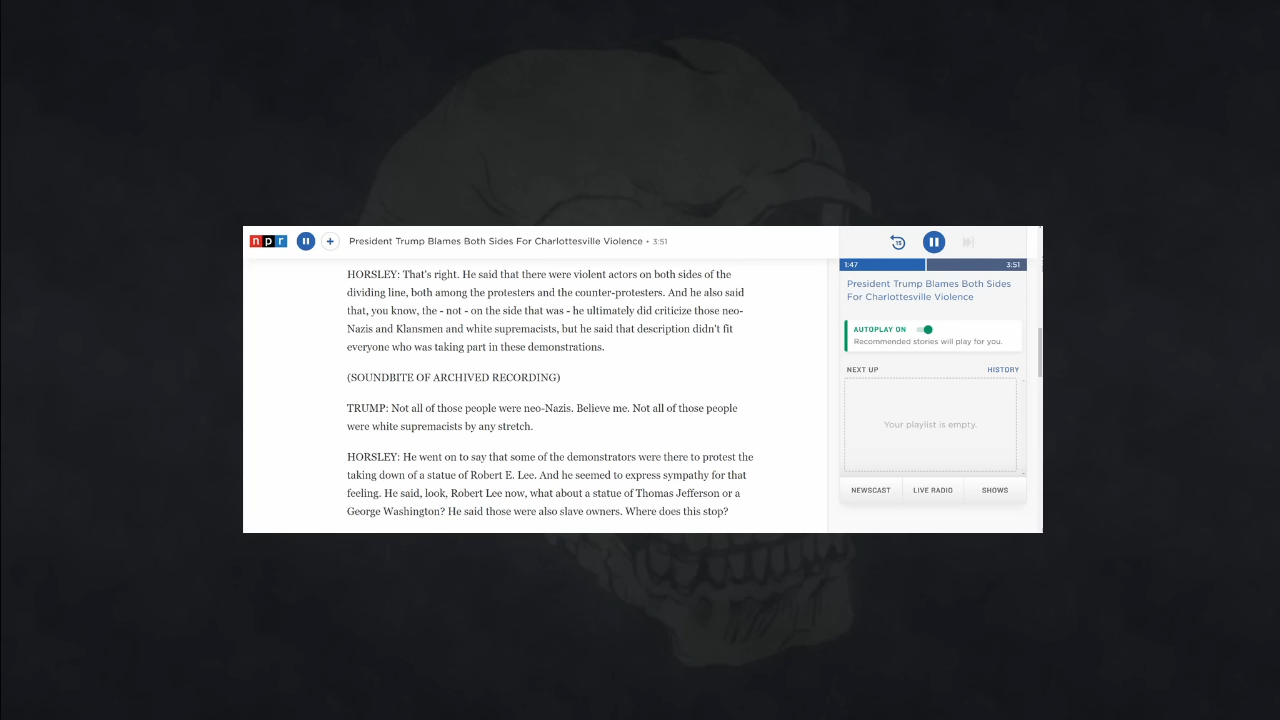 npr
President Trump Blames Both Sides For Charlottesville Violence • 3:51
HORSLEY: That's right. He said that there were violent actors on both sides of the
dividing line, both among the protesters and the counter-protesters. And he also said
that, you know, the - not - on the side that was - he ultimately did criticize those neo-
Nazis and Klansmen and white supremacists, but he said that description didn't fit
everyone who was taking part in these demonstrations.
(SOUNDBITE OF ARCHIVED RECORDING)
TRUMP: Not all of those people were neo-Nazis. Believe me. Not all of those people
were white supremacists by any stretch.
HORSLEY: He went on to say that some of the demonstrators were there to protest the
taking down of a statue of Robert E. Lee. And he seemed to express sympathy for that
feeling. He said, look, Robert Lee now, what about a statue of Thomas Jefferson or a
George Washington? He said those were also slave owners. Where does this stop?
15
1:47 3:51
President Trump Blames Both Sides
For Charlottesville Violence
AUTOPLAY ON
Recommended stories will play for you.
NEXT UP HISTORY
Your playlist is empty.
NEWSCAST LIVE RADIO SHOWS